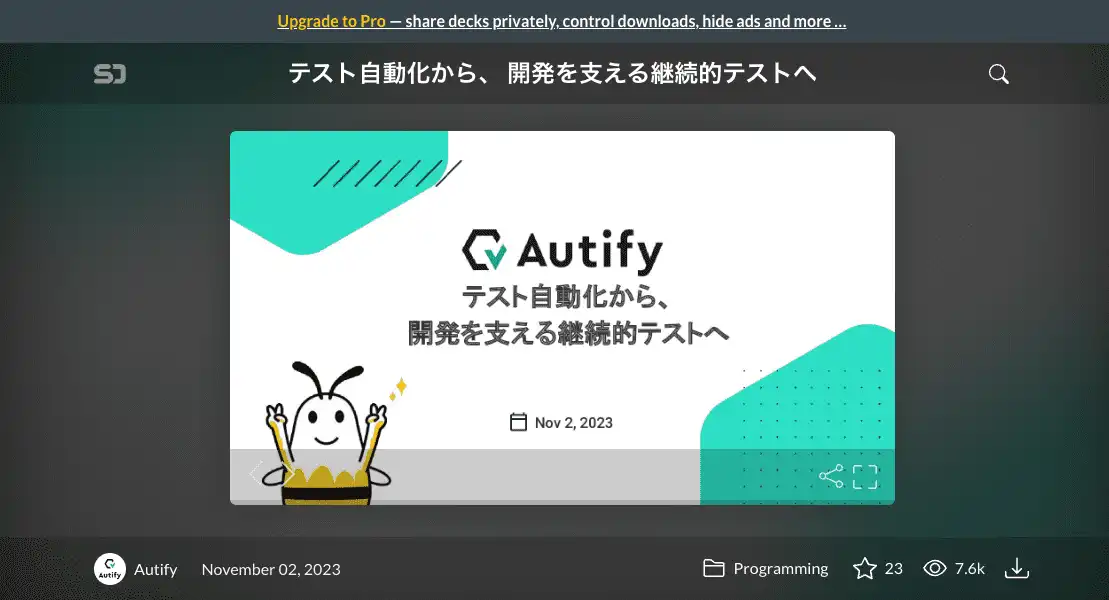 Upgrade to Pro — share decks privately, control downloads, hide ads and more …
テスト自動化から、 開発を支える継続的テストへ
Autify
テスト自動化から、
開発を支える継続的テストへ
Nov 2, 2023
Autify
Autify
November 02, 2023
Programming
23
7.6k